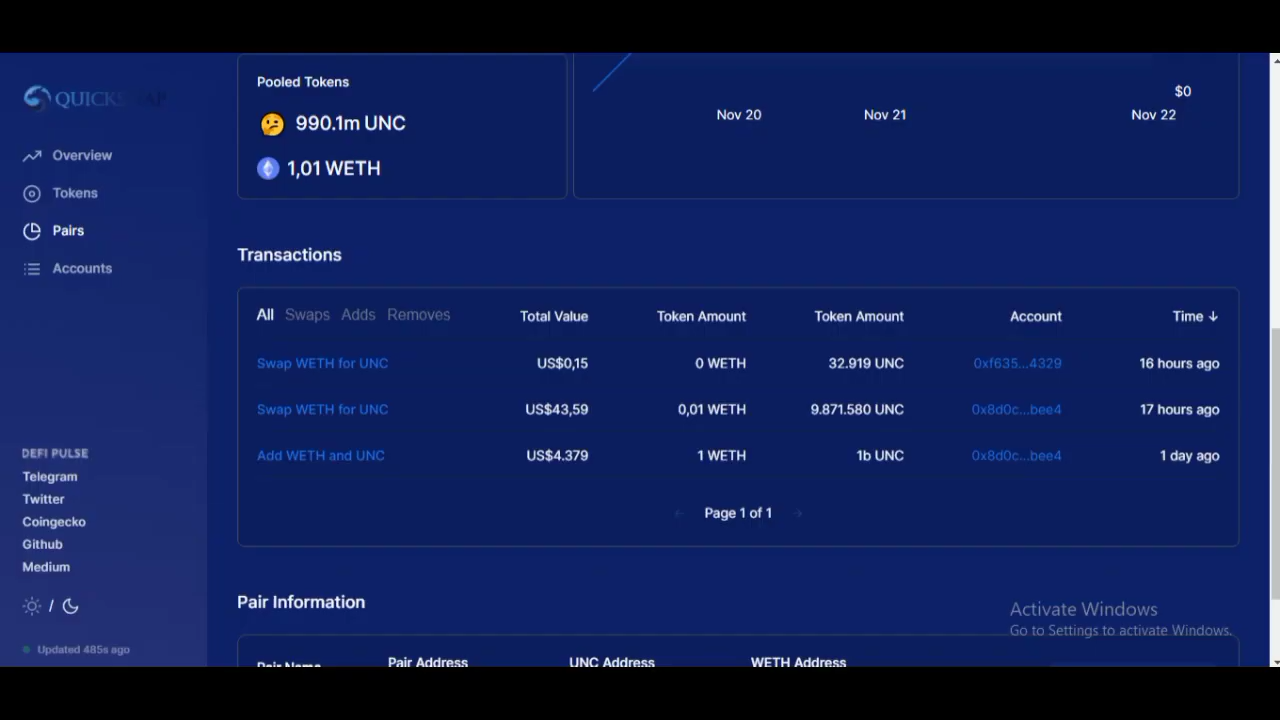 QUICKSWAP
Overview
Tokens
Pairs
Accounts
DEFI PULSE
Telegram
Twitter
Coingecko
Github
Medium
/
Updated 485s ago
Pooled Tokens
990.1m UNC
1,01 WETH
$0
Nov 20 Nov 21 Nov 22
Transactions
All Swaps Adds Removes Total Value Token Amount Token Amount Account Time ↓
Swap WETH for UNC US$0,15 0 WETH 32.919 UNC 0xf635...4329 16 hours ago
Swap WETH for UNC US$43,59 0,01 WETH 9.871.580 UNC 0x8d0c...bee4 17 hours ago
Add WETH and UNC US$4.379 1 WETH 1b UNC 0x8d0c...bee4 1 day ago
← Page 1 of 1 →
Pair Information
Pair Name Pair Address UNC Address WETH Address
Activate Windows
Go to Settings to activate Windows.